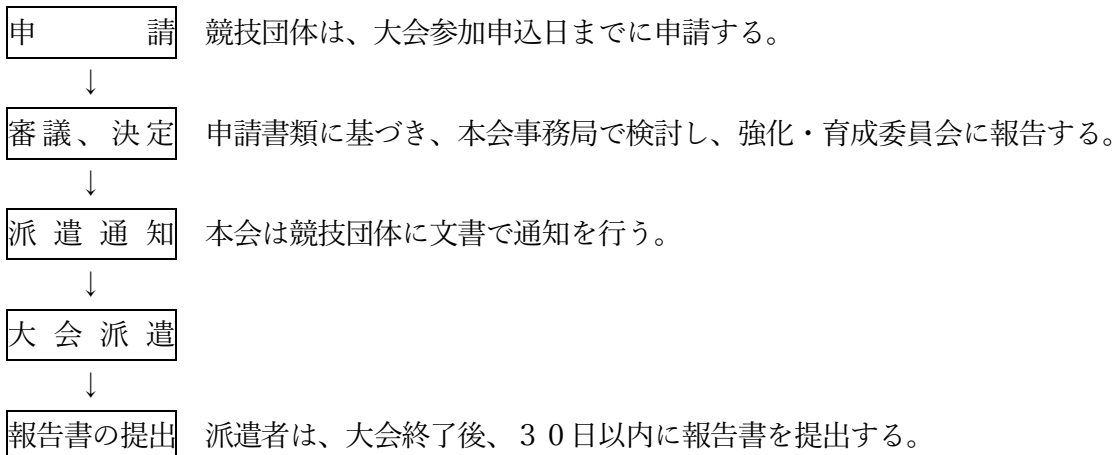 申請 競技団体は、大会参加申込日までに申請する。
↓
審議、決定 申請書類に基づき、本会事務局で検討し、強化・育成委員会に報告する。
↓
派遣通知 本会は競技団体に文書で通知を行う。
↓
大会派遣
↓
報告書の提出 派遣者は、大会終了後、３０日以内に報告書を提出する。